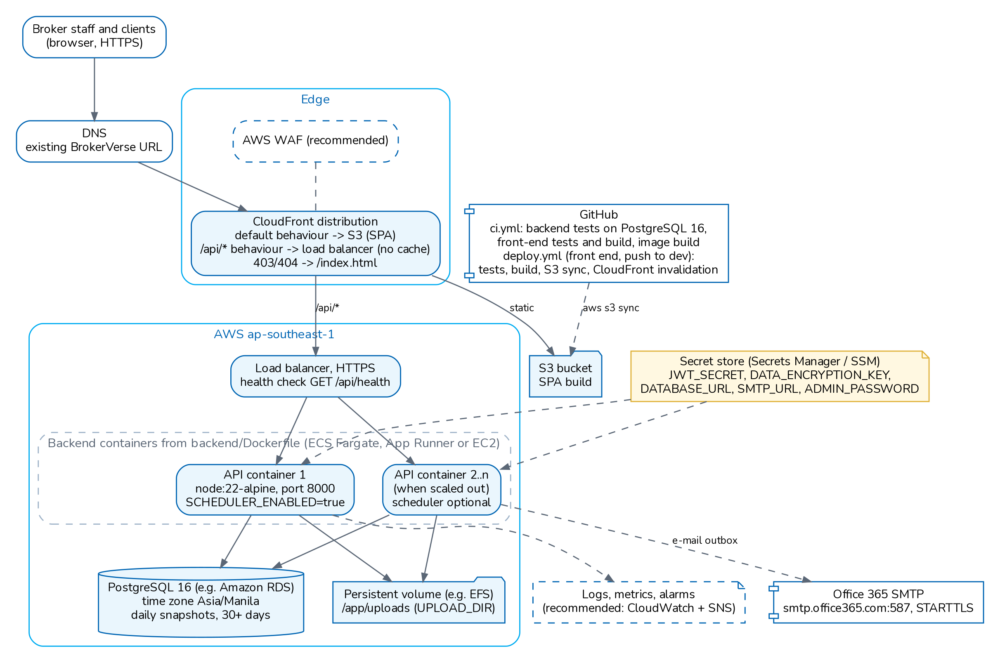 Broker staff and clients
(browser, HTTPS)
Edge
AWS WAF (recommended)
DNS
existing BrokerVerse URL
CloudFront distribution
default behaviour -> S3 (SPA)
/api/* behaviour -> load balancer (no cache)
403/404 -> /index.html
GitHub
ci.yml: backend tests on PostgreSQL 16,
front-end tests and build, image build
deploy.yml (front end, push to dev):
tests, build, S3 sync, CloudFront invalidation
/api/*
static
aws s3 sync
AWS ap-southeast-1
Load balancer, HTTPS
health check GET /api/health
S3 bucket
SPA build
Secret store (Secrets Manager / SSM)
JWT_SECRET, DATA_ENCRYPTION_KEY,
DATABASE_URL, SMTP_URL, ADMIN_PASSWORD
Backend containers from backend/Dockerfile (ECS Fargate, App Runner or EC2)
API container 1
node:22-alpine, port 8000
SCHEDULER_ENABLED=true
API container 2..n
(when scaled out)
scheduler optional
e-mail outbox
PostgreSQL 16 (e.g. Amazon RDS)
time zone Asia/Manila
daily snapshots, 30+ days
Persistent volume (e.g. EFS)
/app/uploads (UPLOAD_DIR)
Logs, metrics, alarms
(recommended: CloudWatch + SNS)
Office 365 SMTP
smtp.office365.com:587, STARTTLS